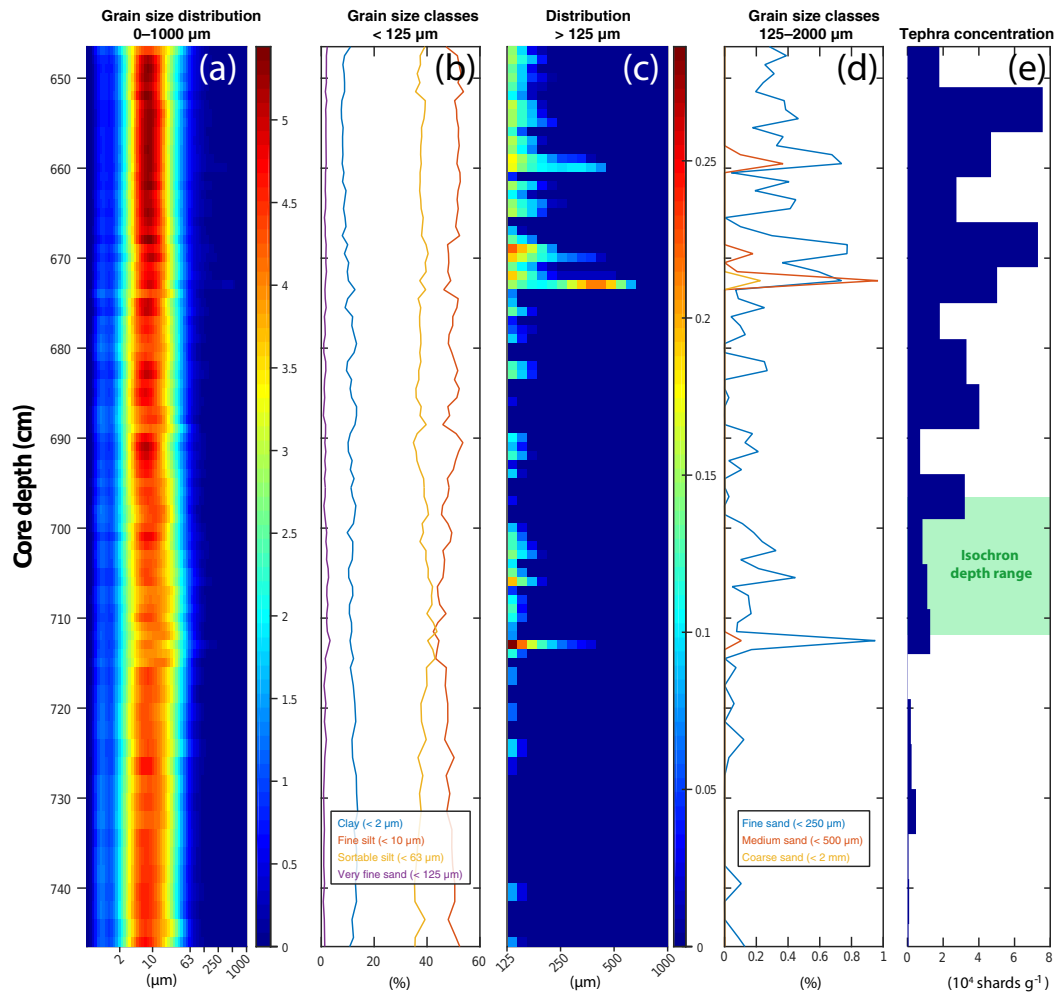 Grain size distribution
0–1000 µm
Grain size classes
< 125 µm
Distribution
> 125 µm
Grain size classes
125–2000 µm
Tephra concentration
(a)
(b)
(c)
(d)
(e)
Core depth (cm)
650
660
670
680
690
700
710
720
730
740
2
10
63
250
1000
(µm)
5
4.5
4
3.5
3
2.5
2
1.5
1
0.5
0
Clay (< 2 µm)
Fine silt (< 10 µm)
Sortable silt (< 63 µm)
Very fine sand (< 125 µm)
0
20
40
60
80
(%)
125
250
500
1000
(µm)
0.25
0.2
0.15
0.1
0.05
0
Fine sand (< 250 µm)
Medium sand (< 500 µm)
Coarse sand (< 2 mm)
0
0.2
0.4
0.6
0.8
1
(%)
Isochron
depth range
0
2
4
6
8
(10⁴ shards g⁻¹)